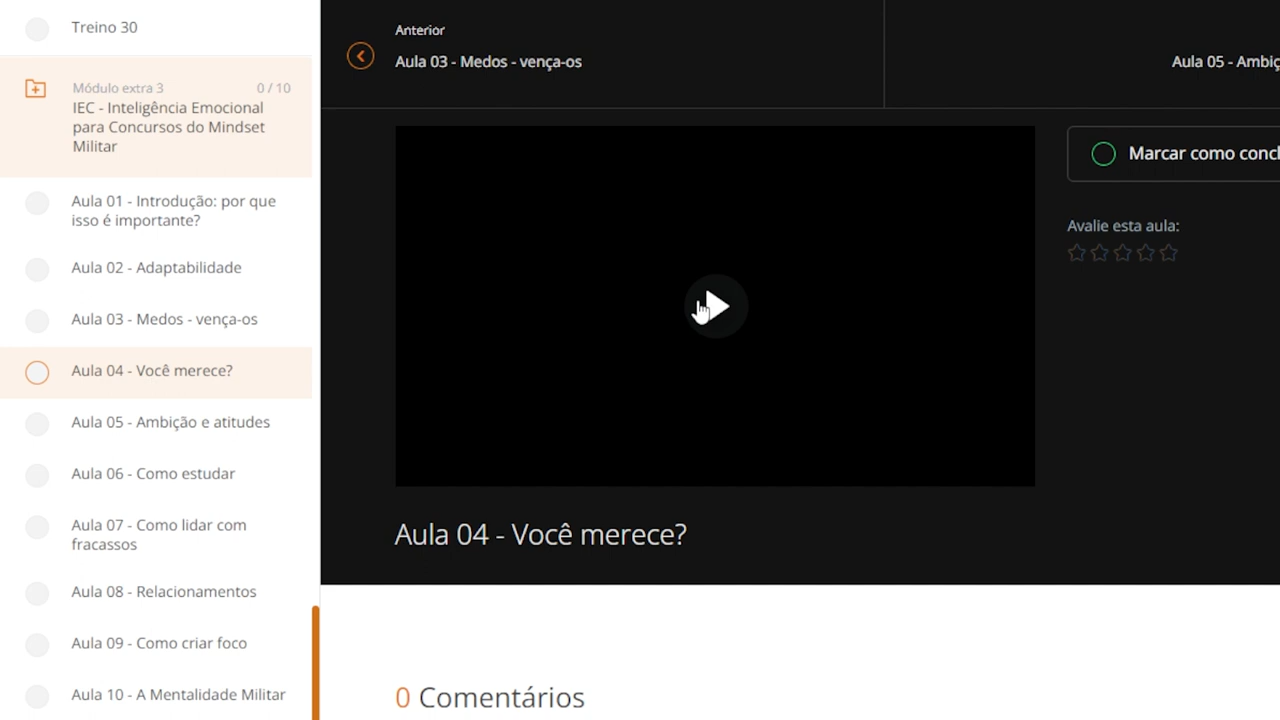 Treino 30
Módulo extra 3
0 / 10
IEC - Inteligência Emocional
para Concursos do Mindset
Militar
Aula 01 - Introdução: por que
isso é importante?
Aula 02 - Adaptabilidade
Aula 03 - Medos - vença-os
Aula 04 - Você merece?
Aula 05 - Ambição e atitudes
Aula 06 - Como estudar
Aula 07 - Como lidar com
fracassos
Aula 08 - Relacionamentos
Aula 09 - Como criar foco
Aula 10 - A Mentalidade Militar
Anterior
Aula 03 - Medos - vença-os
Aula 05 - Ambiç
Marcar como concl
Avalie esta aula:
Aula 04 - Você merece?
0 Comentários